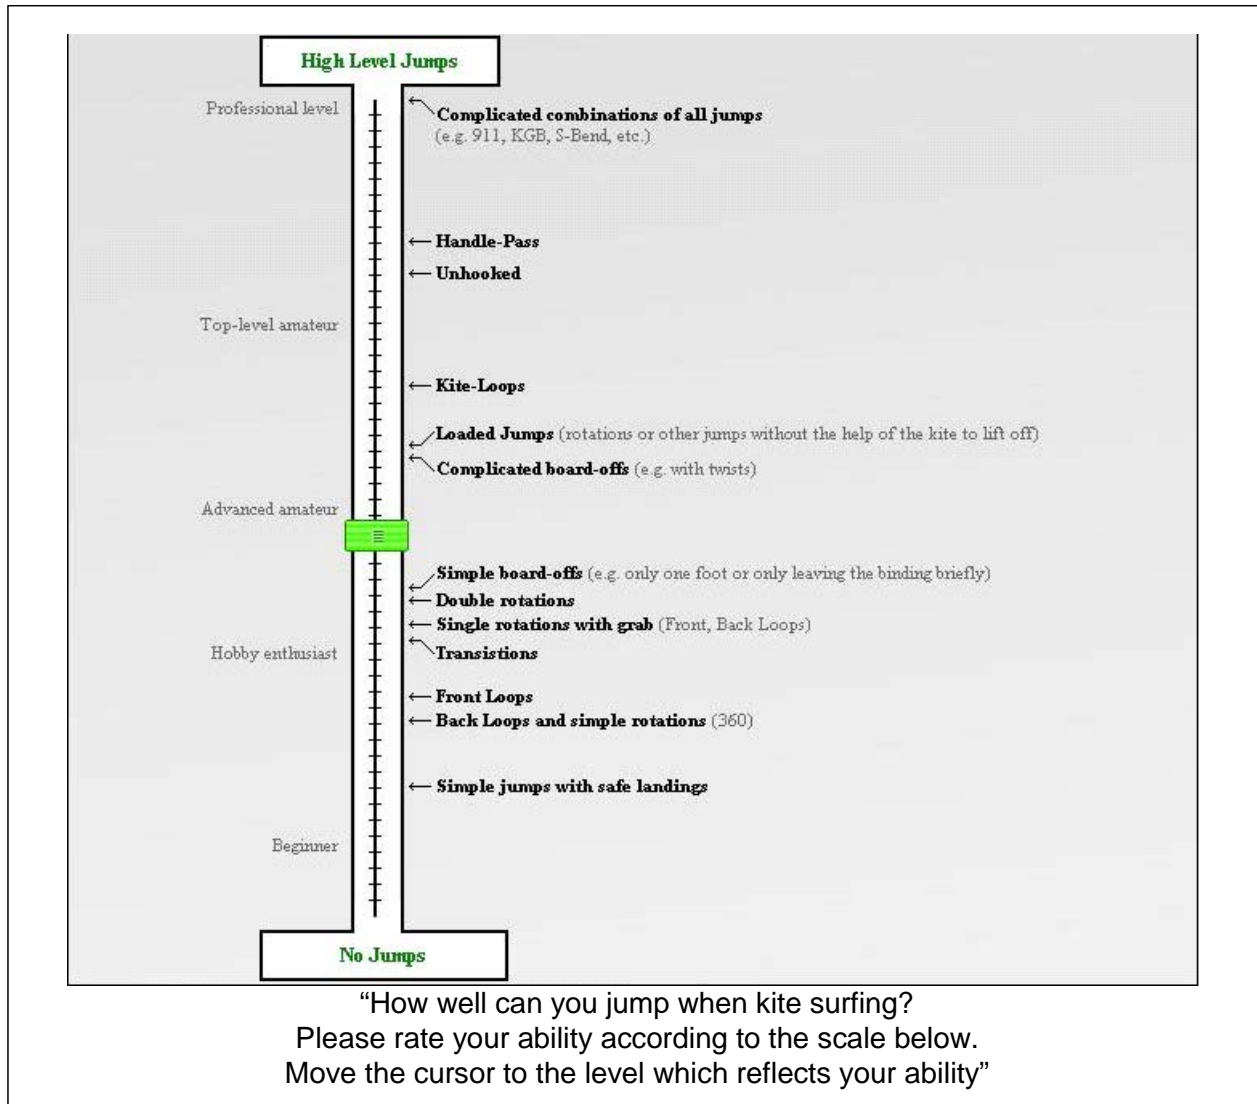 High Level Jumps
Professional level
Complicated combinations of all jumps
(e.g. 911, KGB, S-Bend, etc.)
Handle-Pass
Unhooked
Top-level amateur
Kite-Loops
Loaded Jumps (rotations or other jumps without the help of the kite to lift off)
Complicated board-offs (e.g. with twists)
Advanced amateur
Simple board-offs (e.g. only one foot or only leaving the binding briefly)
Double rotations
Single rotations with grab (Front, Back Loops)
Hobby enthusiast
Transistions
Front Loops
Back Loops and simple rotations (360)
Simple jumps with safe landings
Beginner
No Jumps
“How well can you jump when kite surfing?
Please rate your ability according to the scale below.
Move the cursor to the level which reflects your ability”